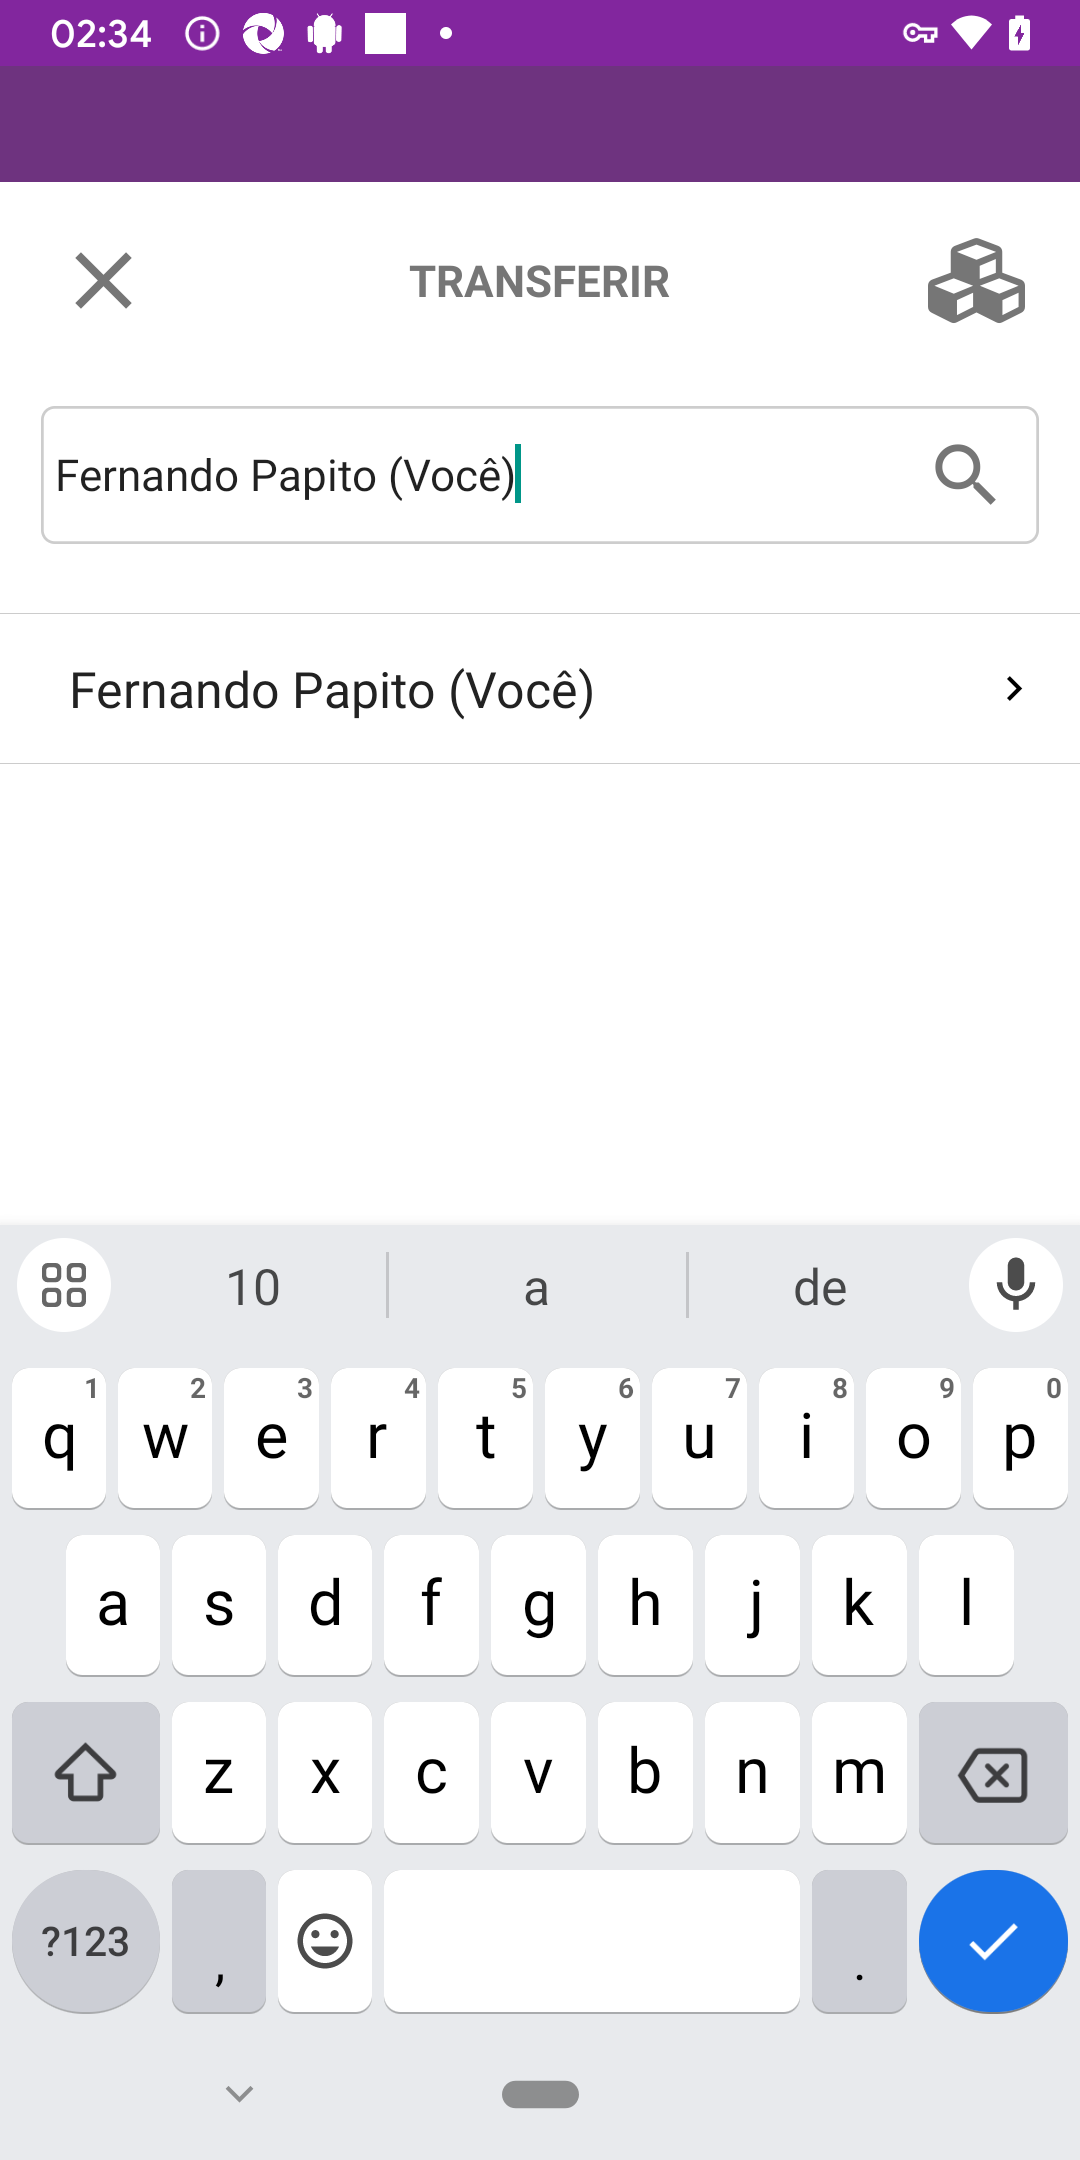 02:34
TRANSFERIR
Fernando Papito (Você)
Fernando Papito (Você)
10 a de
1 2 3 4 5 6 7 8 9 0
q w e r t y u i o p
a s d f g h j k l
z x c v b n m
?123 , .